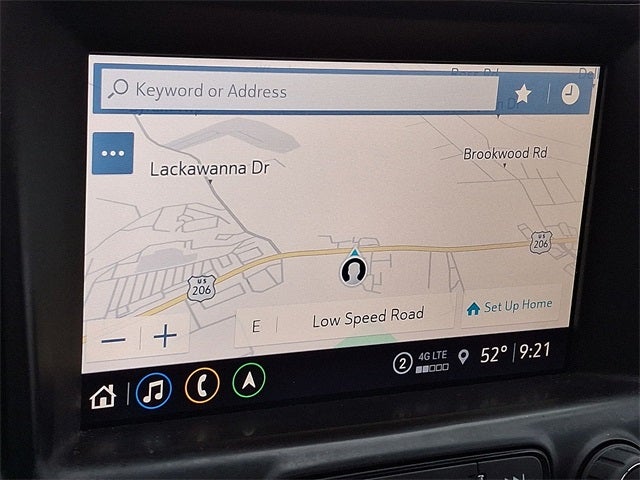 Keyword or Address
Lackawanna Dr
Brookwood Rd
US
206
US
206
E
Low Speed Road
Set Up Home
2
4G LTE
52° 9:21